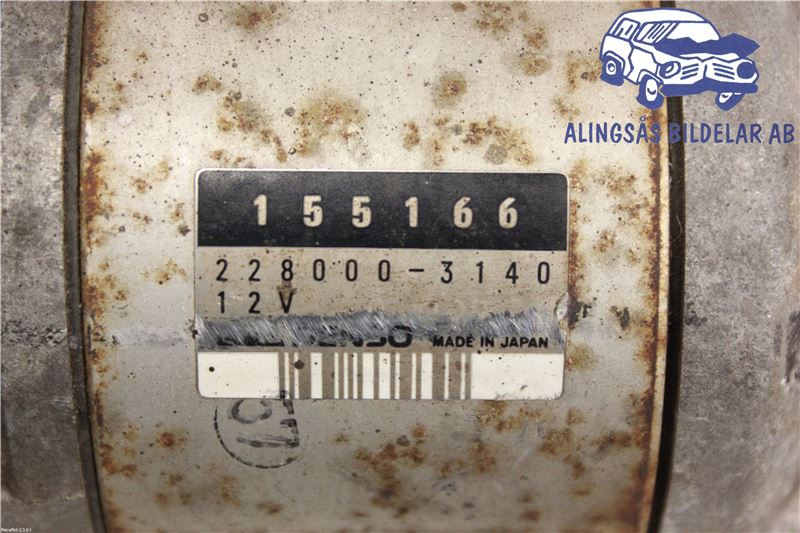 ALINGSÅS BILDELAR AB
155166
228000-3140
12V
MADE IN JAPAN